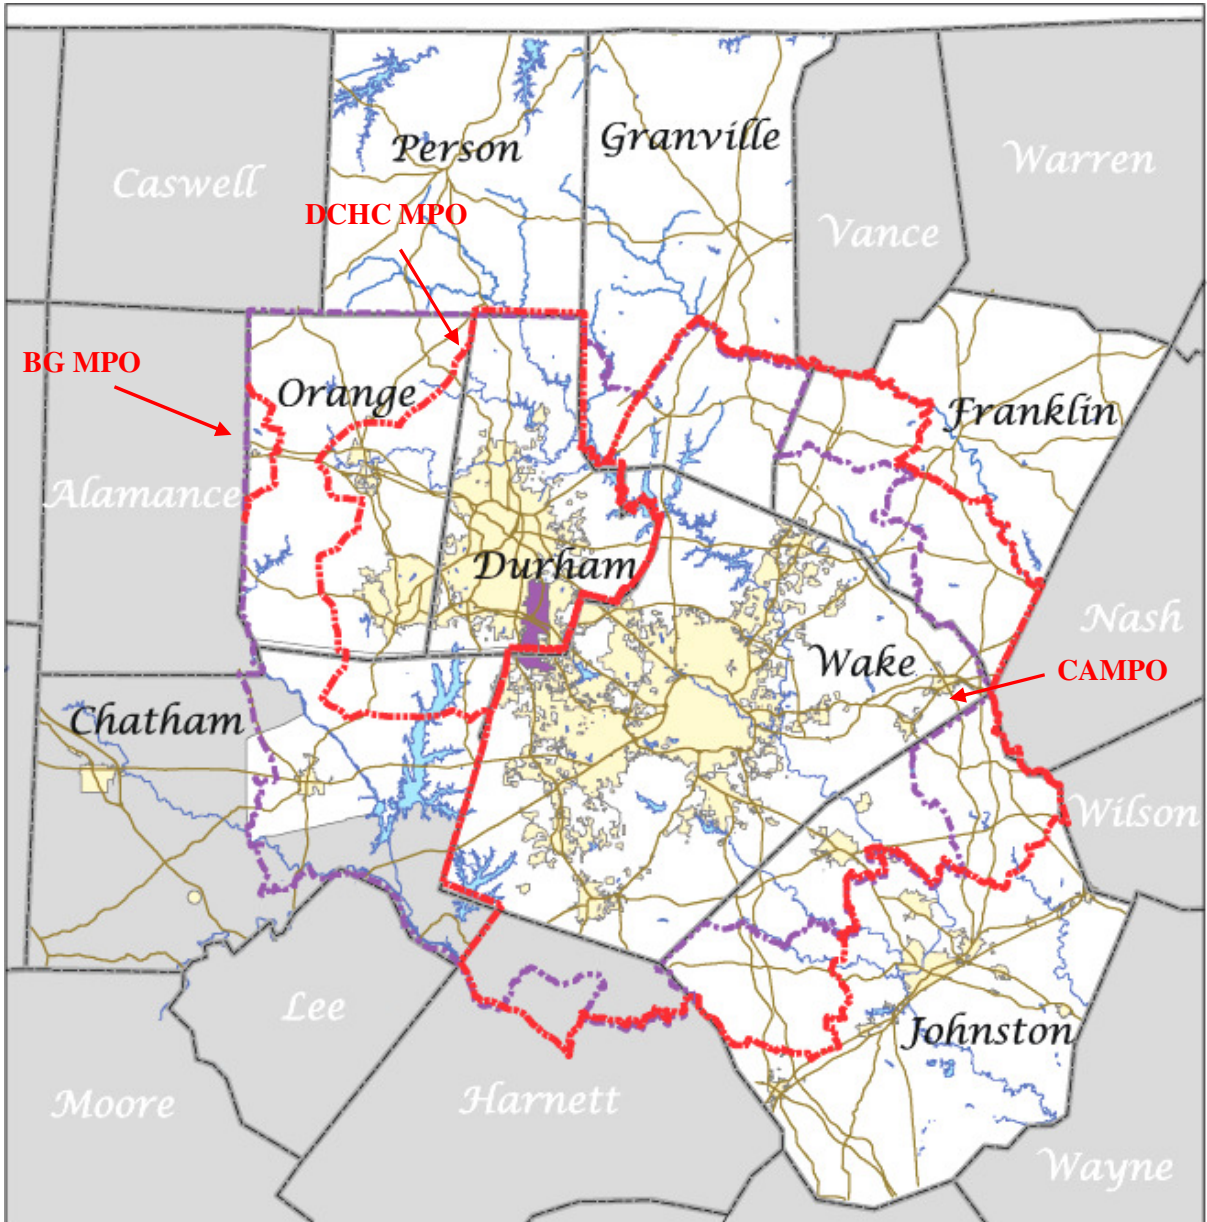 Person
Granville
Warren
Caswell
DCHC MPO
Vance
BG MPO
Orange
Franklin
Alamance
Durham
Nash
Wake
CAMPO
Chatham
Wilson
Lee
Johnston
Moore
Harnett
Wayne